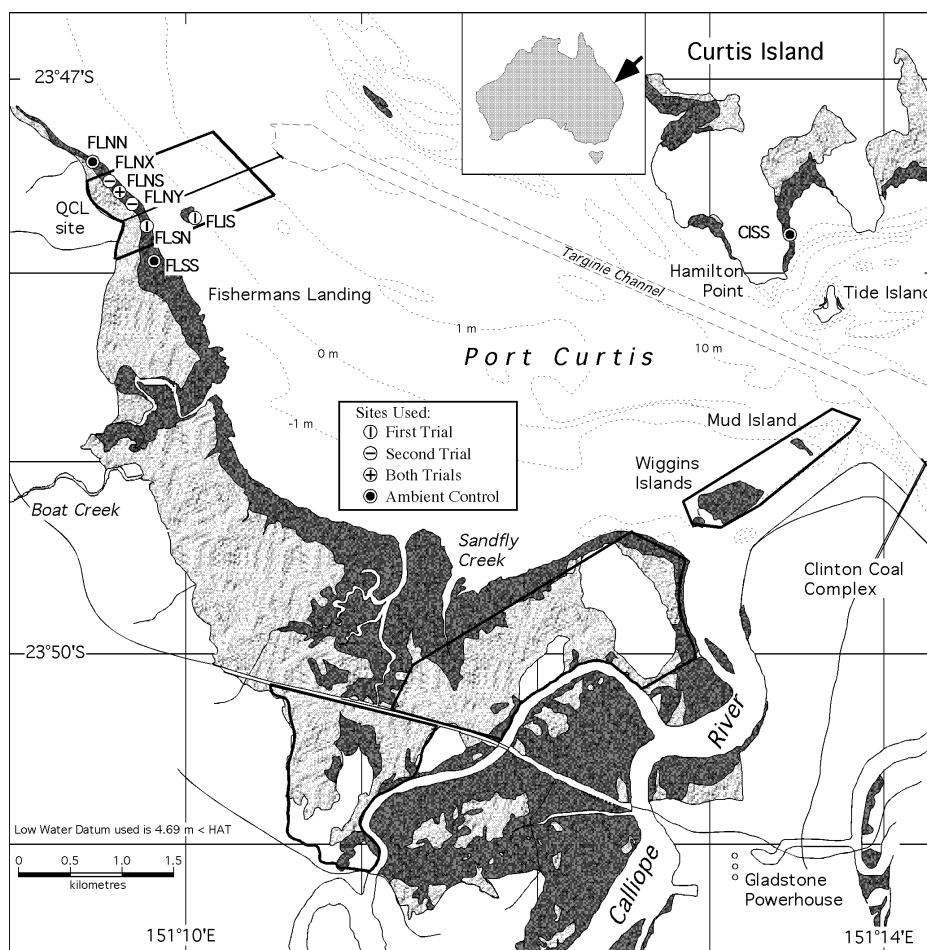 Curtis Island
23°47'S
FLNN
FLNX
FLNS
FLNY
QCL
site
FLIS
FLSN
FLSS
CISS
Targinie Channel
Hamilton
Point
Tide Island
Fishermans Landing
1 m
0 m
10 m
Port Curtis
-1 m
Sites Used:
First Trial
Second Trial
Both Trials
Ambient Control
Mud Island
Wiggins
Islands
Boat Creek
Sandfly
Creek
Clinton Coal
Complex
23°50'S
River
Low Water Datum used is 4.69 m < HAT
0 0.5 1.0 1.5
kilometres
Calliope
Gladstone
Powerhouse
151°10'E
151°14'E